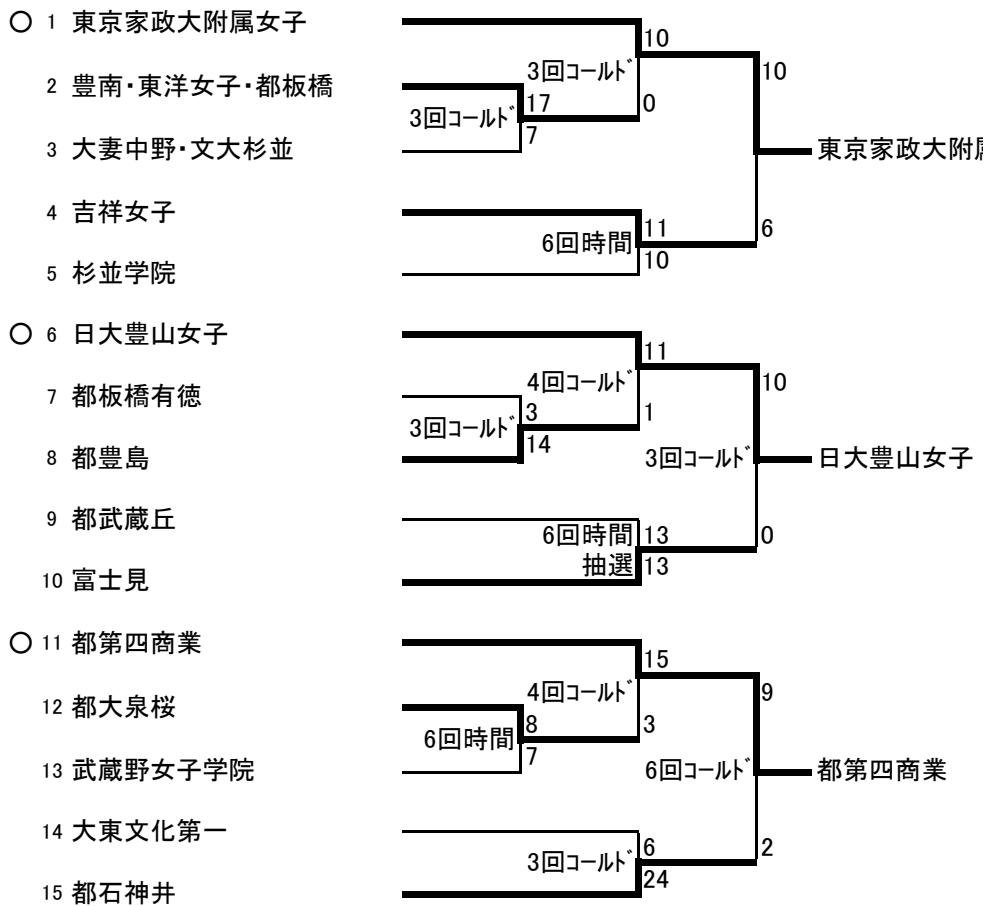 ○ 1 東京家政大附属女子
10
3回コールド
10
2 豊南・東洋女子・都板橋
17
0
3回コールド
7
3 大妻中野・文大杉並
東京家政大附
4 吉祥女子
11
6
6回時間
10
5 杉並学院
○ 6 日大豊山女子
11
4回コールド
10
7 都板橋有徳
3
1
3回コールド
14
8 都豊島
3回コールド
日大豊山女子
9 都武蔵丘
6回時間
13
0
抽選
13
10 富士見
○ 11 都第四商業
15
4回コールド
9
12 都大泉桜
8
3
6回時間
7
13 武蔵野女子学院
6回コールド
都第四商業
14 大東文化第一
6
2
3回コールド
24
15 都石神井